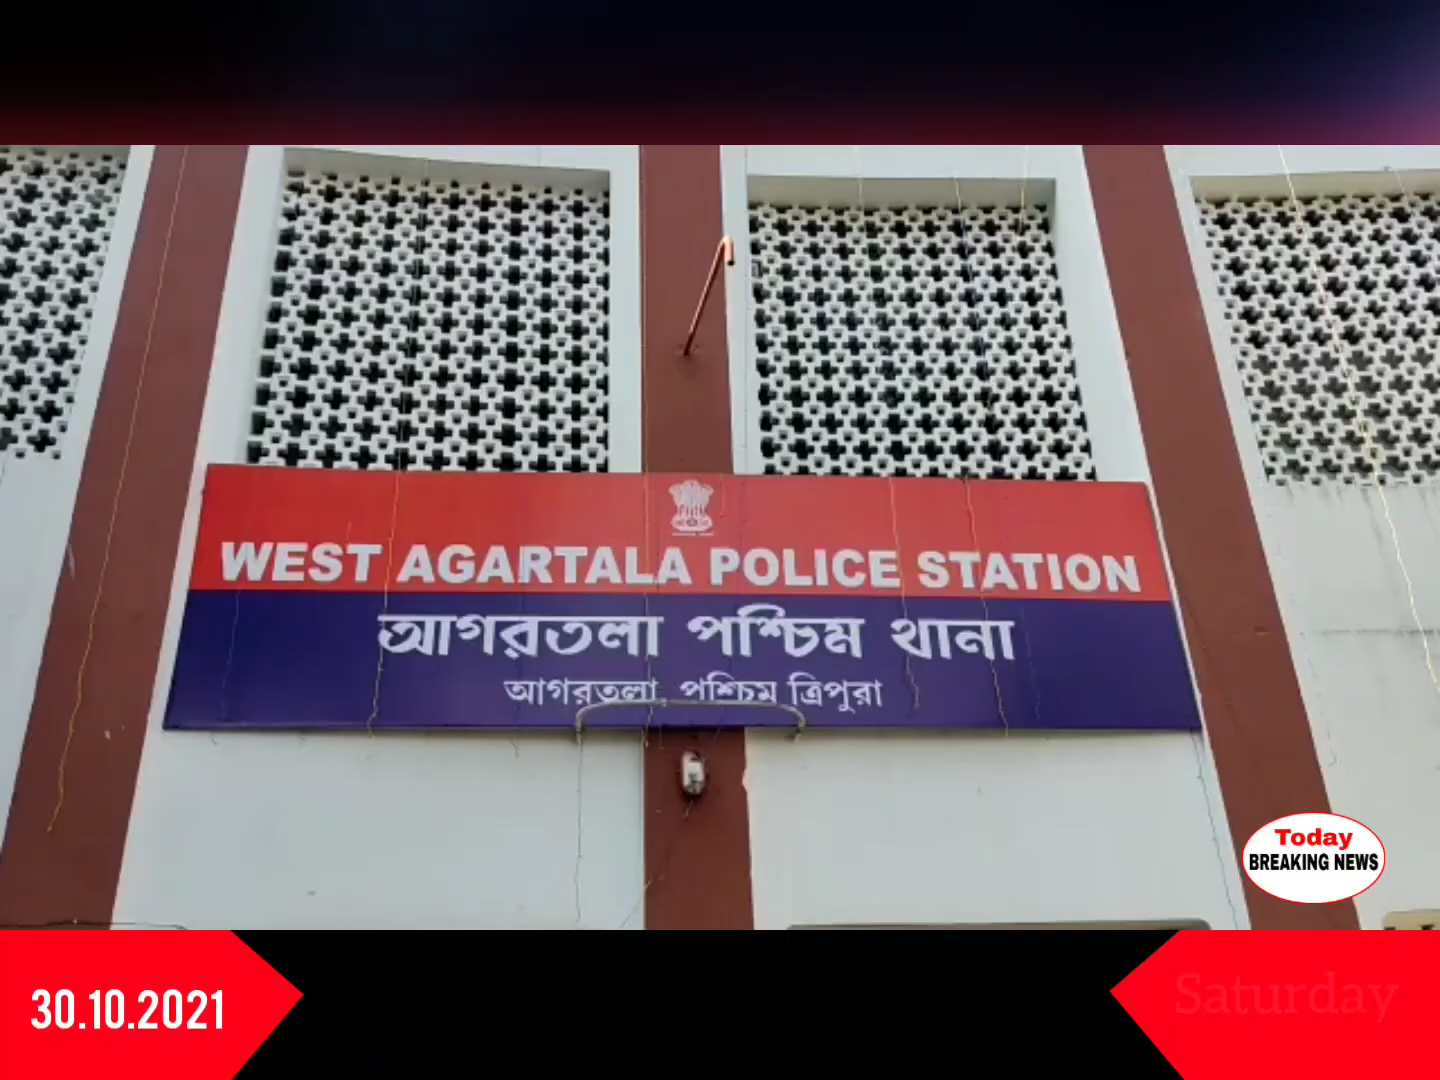 WEST AGARTALA POLICE STATION
আগরতলা পশ্চিম থানা
আগরতলা, পশ্চিম ত্রিপুরা
Today
BREAKING NEWS
30.10.2021
Saturday